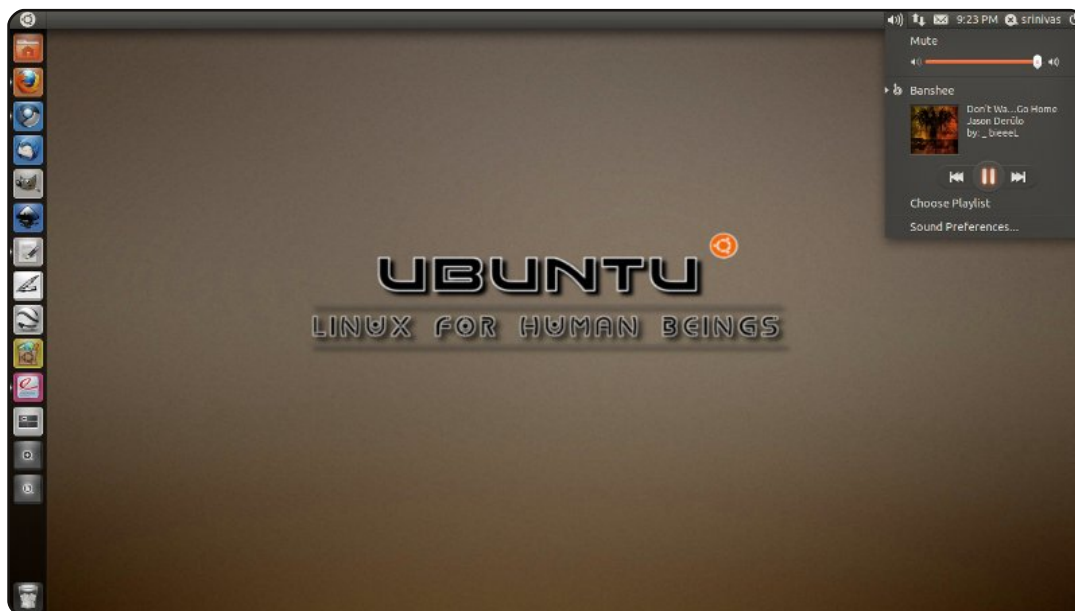 9:23 PM srinivas
Mute
Banshee
Don't Wa...Go Home
Jason Derülo
by: _ bieeeL
Choose Playlist
Sound Preferences...
UBUNTU
LINUX FOR HUMAN BEINGS